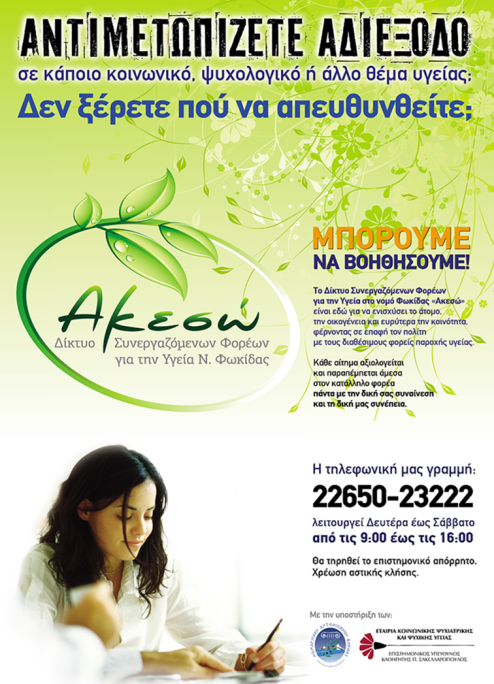 ΑΝΤΙΜΕΤΩΠΙΖΕΤΕ ΑΔΙΕΞΟΔΟ
σε κάποιο κοινωνικό, ψυχολογικό ή άλλο θέμα υγείας;
Δεν ξέρετε πού να απευθυνθείτε;
ΜΠΟΡΟΥΜΕ
ΝΑ ΒΟΗΘΗΣΟΥΜΕ!
Το Δίκτυο Συνεργαζόμενων Φορέων
για την Υγεία στο νομό Φωκίδας «Ακεσώ»
είναι εδώ για να ενισχύσει το άτομο,
την οικογένεια και ευρύτερα την κοινότητα,
φέρνοντας σε επαφή τον πολίτη
με τους διαθέσιμους φορείς παροχής υγείας.
Κάθε αίτημα αξιολογείται
και παραπέμπεται άμεσα
στον κατάλληλο φορέα
πάντα με την δική σας συναίνεση
και τη δική μας συνέπεια.
Ακεσώ
Δίκτυο Συνεργαζόμενων Φορέων
για την Υγεία Ν. Φωκίδας
Η τηλεφωνική μας γραμμή:
22650-23222
λειτουργεί Δευτέρα έως Σάββατο
από τις 9:00 έως τις 16:00
Θα τηρηθεί το επιστημονικό απόρρητο.
Χρέωση αστικής κλήσης.
Με την υποστήριξη των:
ΕΤΑΙΡΙΑ ΚΟΙΝΩΝΙΚΗΣ ΨΥΧΙΑΤΡΙΚΗΣ
ΚΑΙ ΨΥΧΙΚΗΣ ΥΓΕΙΑΣ
ΕΠΙΣΤΗΜΟΝΙΚΟΣ ΥΠΕΥΘΥΝΟΣ
ΚΑΘΗΓΗΤΗΣ Π. ΣΑΚΕΛΛΑΡΟΠΟΥΛΟΣ